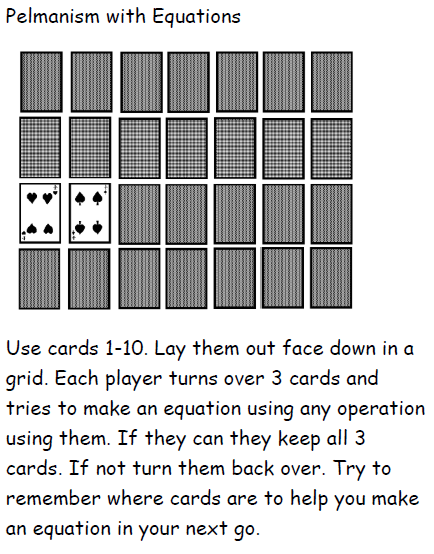 Pelmanism with Equations
Use cards 1-10. Lay them out face down in a
grid. Each player turns over 3 cards and
tries to make an equation using any operation
using them. If they can they keep all 3
cards. If not turn them back over. Try to
remember where cards are to help you make
an equation in your next go.